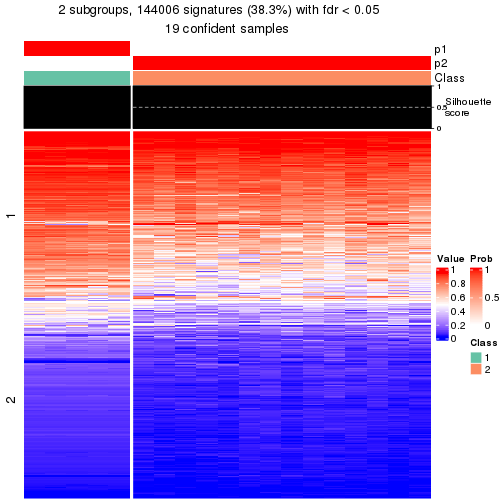 2 subgroups, 144006 signatures (38.3%) with fdr < 0.05
19 confident samples
p1
p2
Class
1
0.5
0
Silhouette
score
1
2
Value
1
0.8
0.6
0.4
0.2
0
Prob
1
0.5
0
Class
1
2